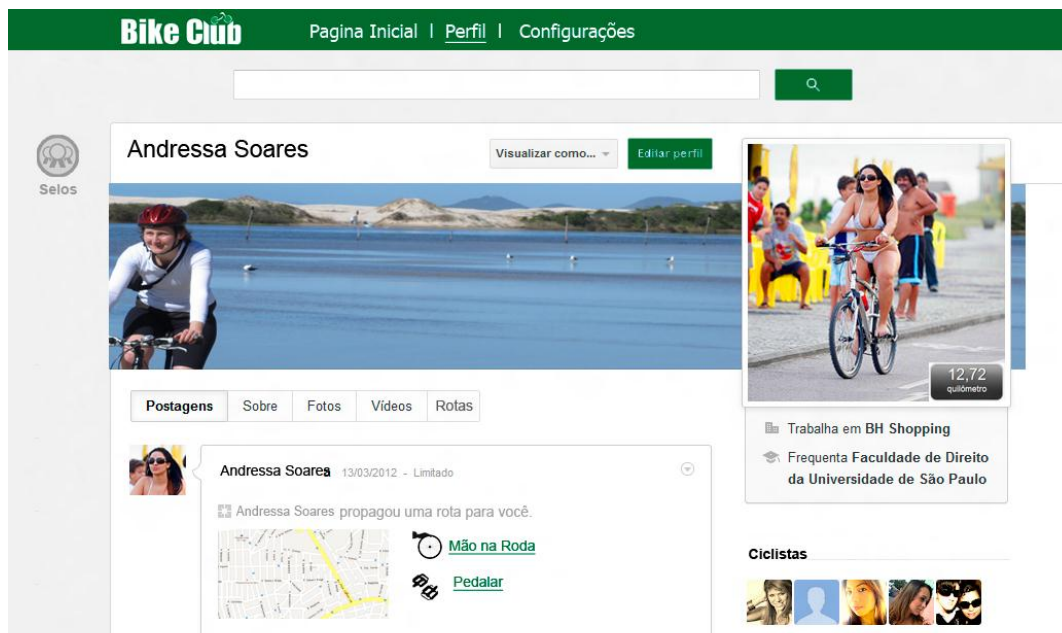 Bike Club
Pagina Inicial | Perfil | Configurações
Selos
Andressa Soares
Visualizar como...
Editar perfil
12,72
quilômetro
Postagens
Sobre
Fotos
Vídeos
Rotas
Trabalha em BH Shopping
Frequenta Faculdade de Direito
da Universidade de São Paulo
Andressa Soares 13/03/2012 - Limitado
Andressa Soares propagou uma rota para você.
Mão na Roda
Pedalar
Ciclistas